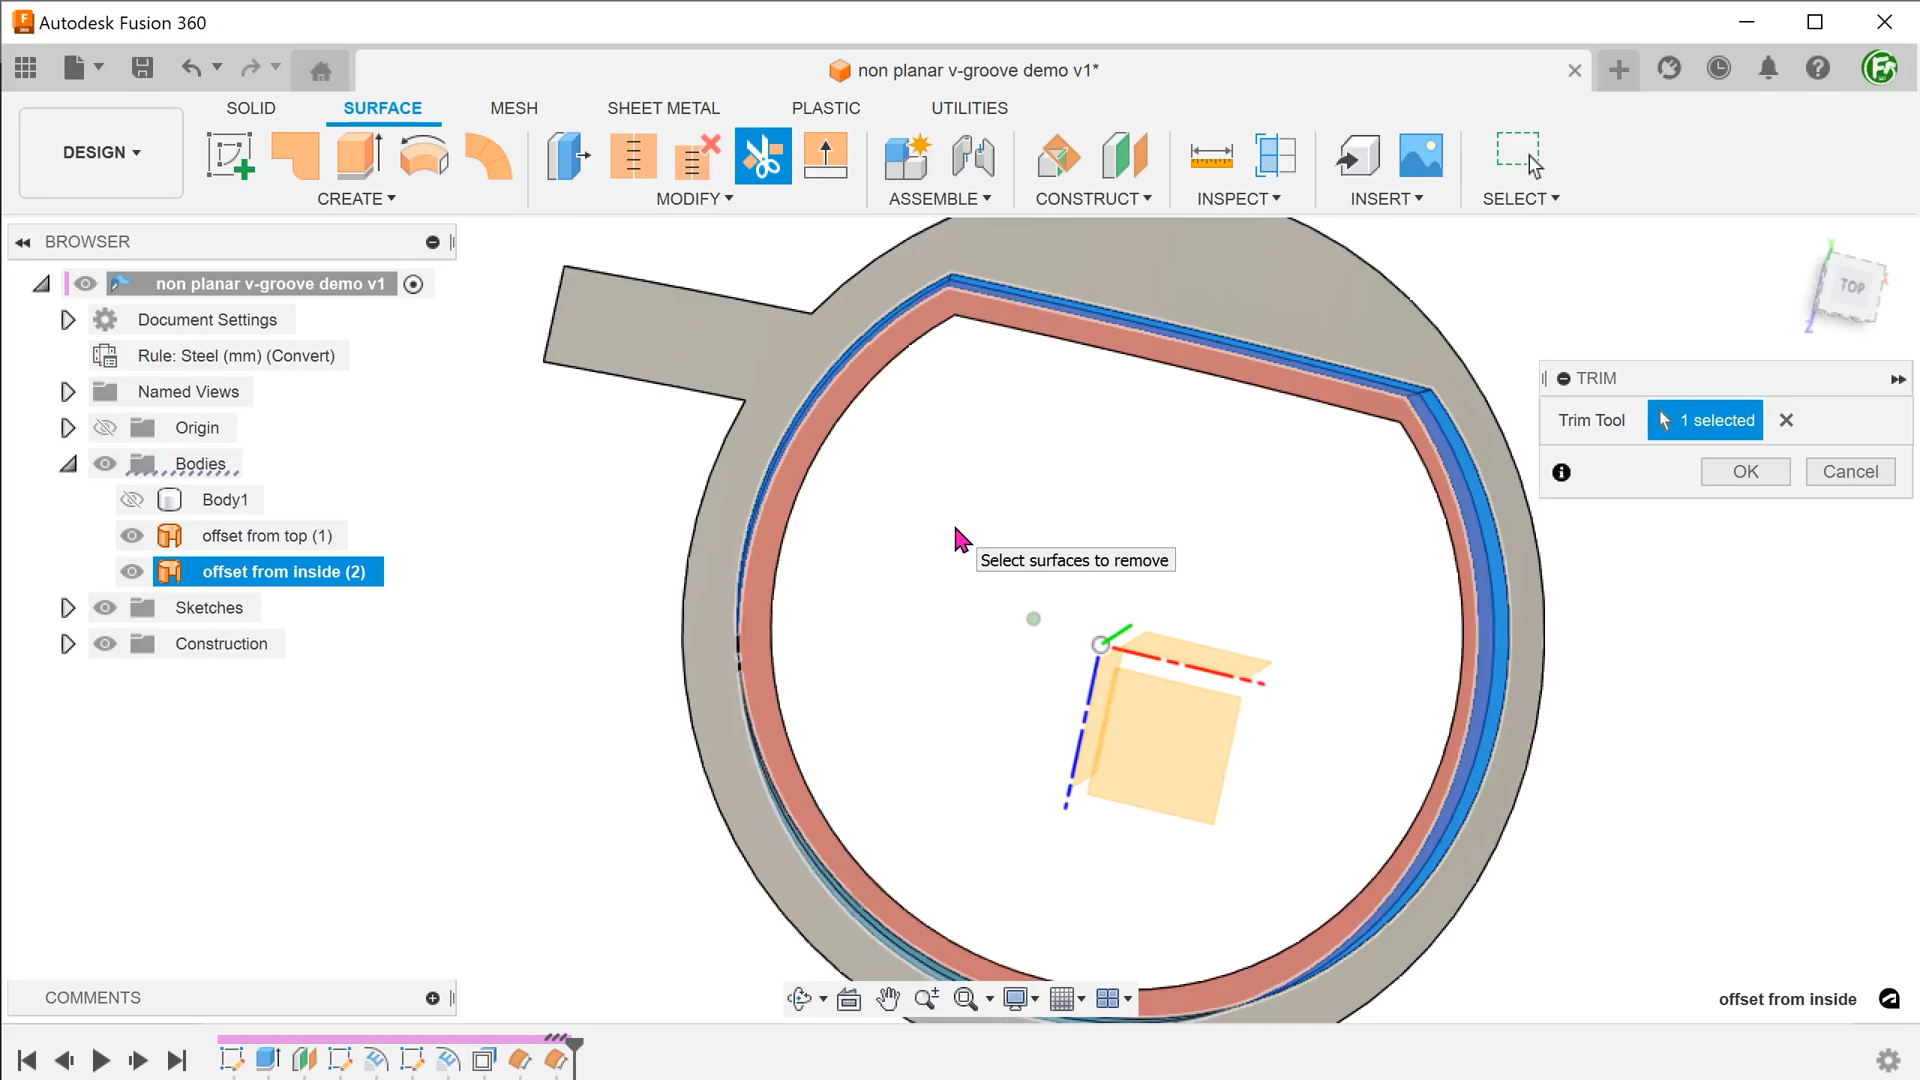 Autodesk Fusion 360
non planar v-groove demo v1*
SOLID
SURFACE
MESH
SHEET METAL
PLASTIC
UTILITIES
DESIGN
CREATE
MODIFY
ASSEMBLE
CONSTRUCT
INSPECT
INSERT
SELECT
BROWSER
non planar v-groove demo v1
Document Settings
Rule: Steel (mm) (Convert)
Named Views
Origin
Bodies
Body1
offset from top (1)
offset from inside (2)
Sketches
Construction
TOP
TRIM
Trim Tool
1 selected
OK
Cancel
Select surfaces to remove
COMMENTS
offset from inside